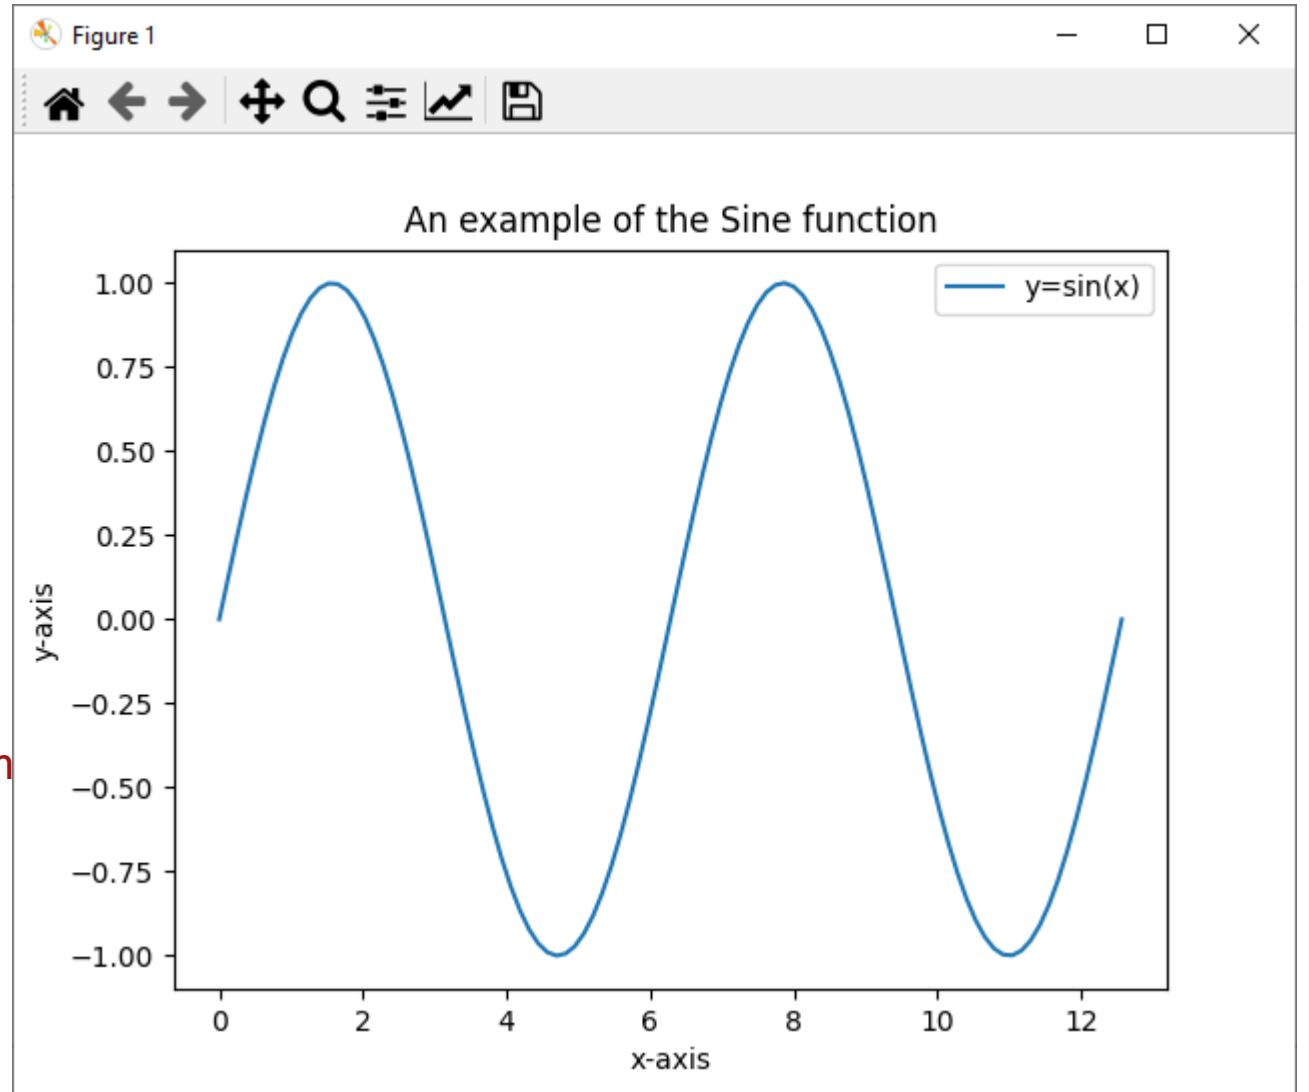 Figure 1
An example of the Sine function
y=sin(x)
1.00
0.75
0.50
0.25
0.00
−0.25
−0.50
−0.75
−1.00
y-axis
n
0 2 4 6 8 10 12
x-axis